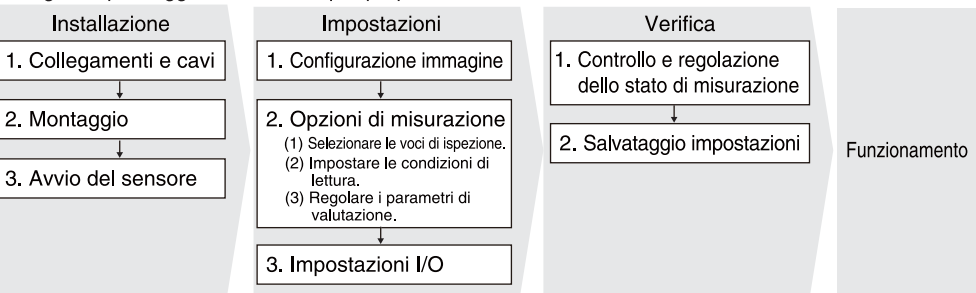 Installazione
1. Collegamenti e cavi
2. Montaggio
3. Avvio del sensore
Impostazioni
1. Configurazione immagine
2. Opzioni di misurazione
(1) Selezionare le voci di ispezione.
(2) Impostare le condizioni di
lettura.
(3) Regolare i parametri di
valutazione.
3. Impostazioni I/O
Verifica
1. Controllo e regolazione
dello stato di misurazione
2. Salvataggio impostazioni
Funzionamento